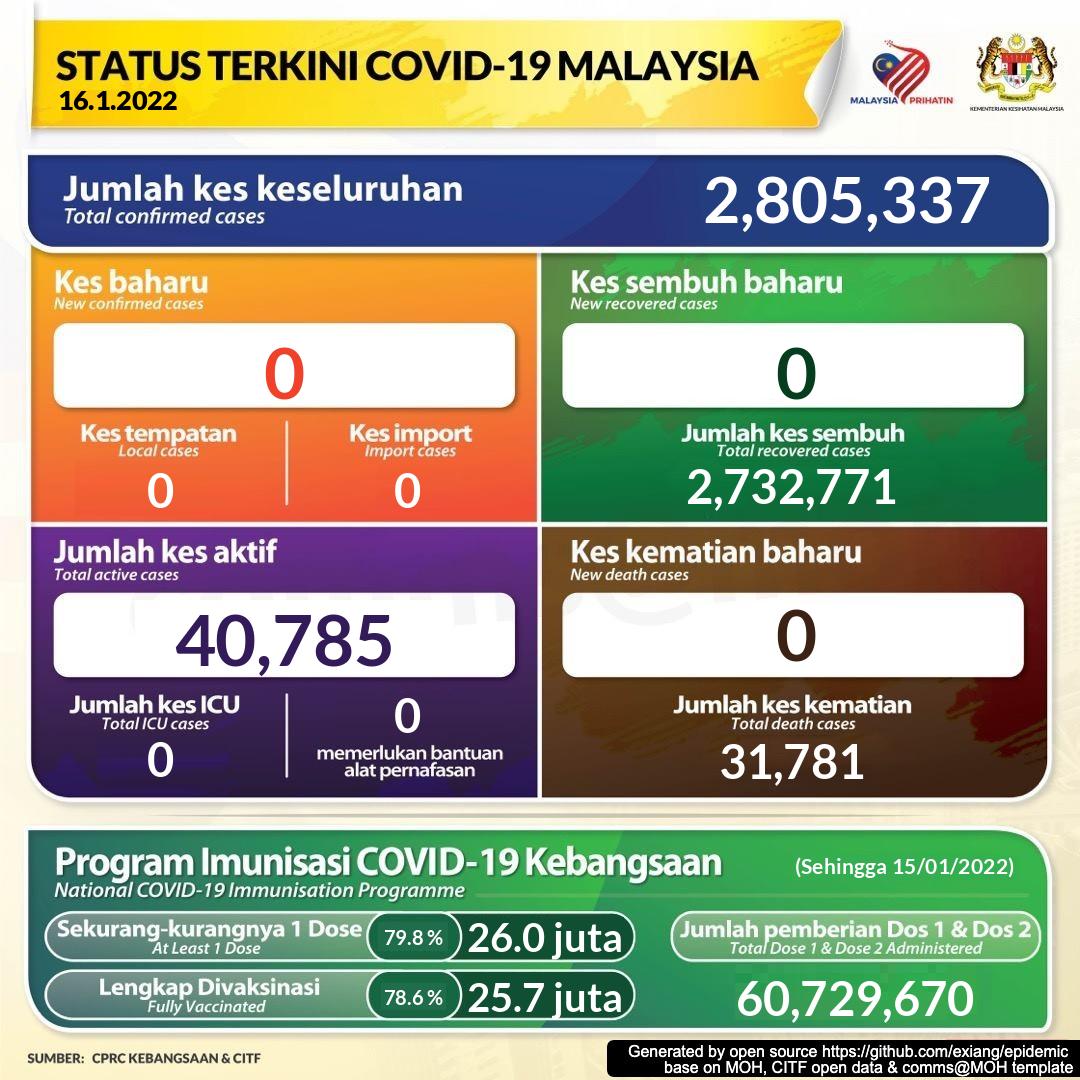 STATUS TERKINI COVID-19 MALAYSIA
16.1.2022
MALAYSIA PRIHATIN
KEMENTERIAN KESIHATAN MALAYSIA
Jumlah kes keseluruhan
Total confirmed cases
2,805,337
Kes baharu
New confirmed cases
0
Kes tempatan
Local cases
0
Kes import
Import cases
0
Kes sembuh baharu
New recovered cases
0
Jumlah kes sembuh
Total recovered cases
2,732,771
Jumlah kes aktif
Total active cases
40,785
Jumlah kes ICU
Total ICU cases
0
0
memerlukan bantuan
alat pernafasan
Kes kematian baharu
New death cases
0
Jumlah kes kematian
Total death cases
31,781
Program Imunisasi COVID-19 Kebangsaan
National COVID-19 Immunisation Programme
(Sehingga 15/01/2022)
Sekurang-kurangnya 1 Dose
At Least 1 Dose
79.8 %
26.0 juta
Lengkap Divaksinasi
Fully Vaccinated
78.6 %
25.7 juta
Jumlah pemberian Dos 1 & Dos 2
Total Dose 1 & Dose 2 Administered
60,729,670
SUMBER: CPRC KEBANGSAAN & CITF
Generated by open source https://github.com/exiang/epidemic
base on MOH, CITF open data & comms@MOH template